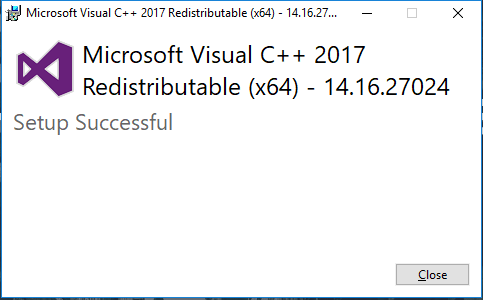 Microsoft Visual C++ 2017 Redistributable (x64) - 14.16.27...
Microsoft Visual C++ 2017
Redistributable (x64) - 14.16.27024
Setup Successful
Close